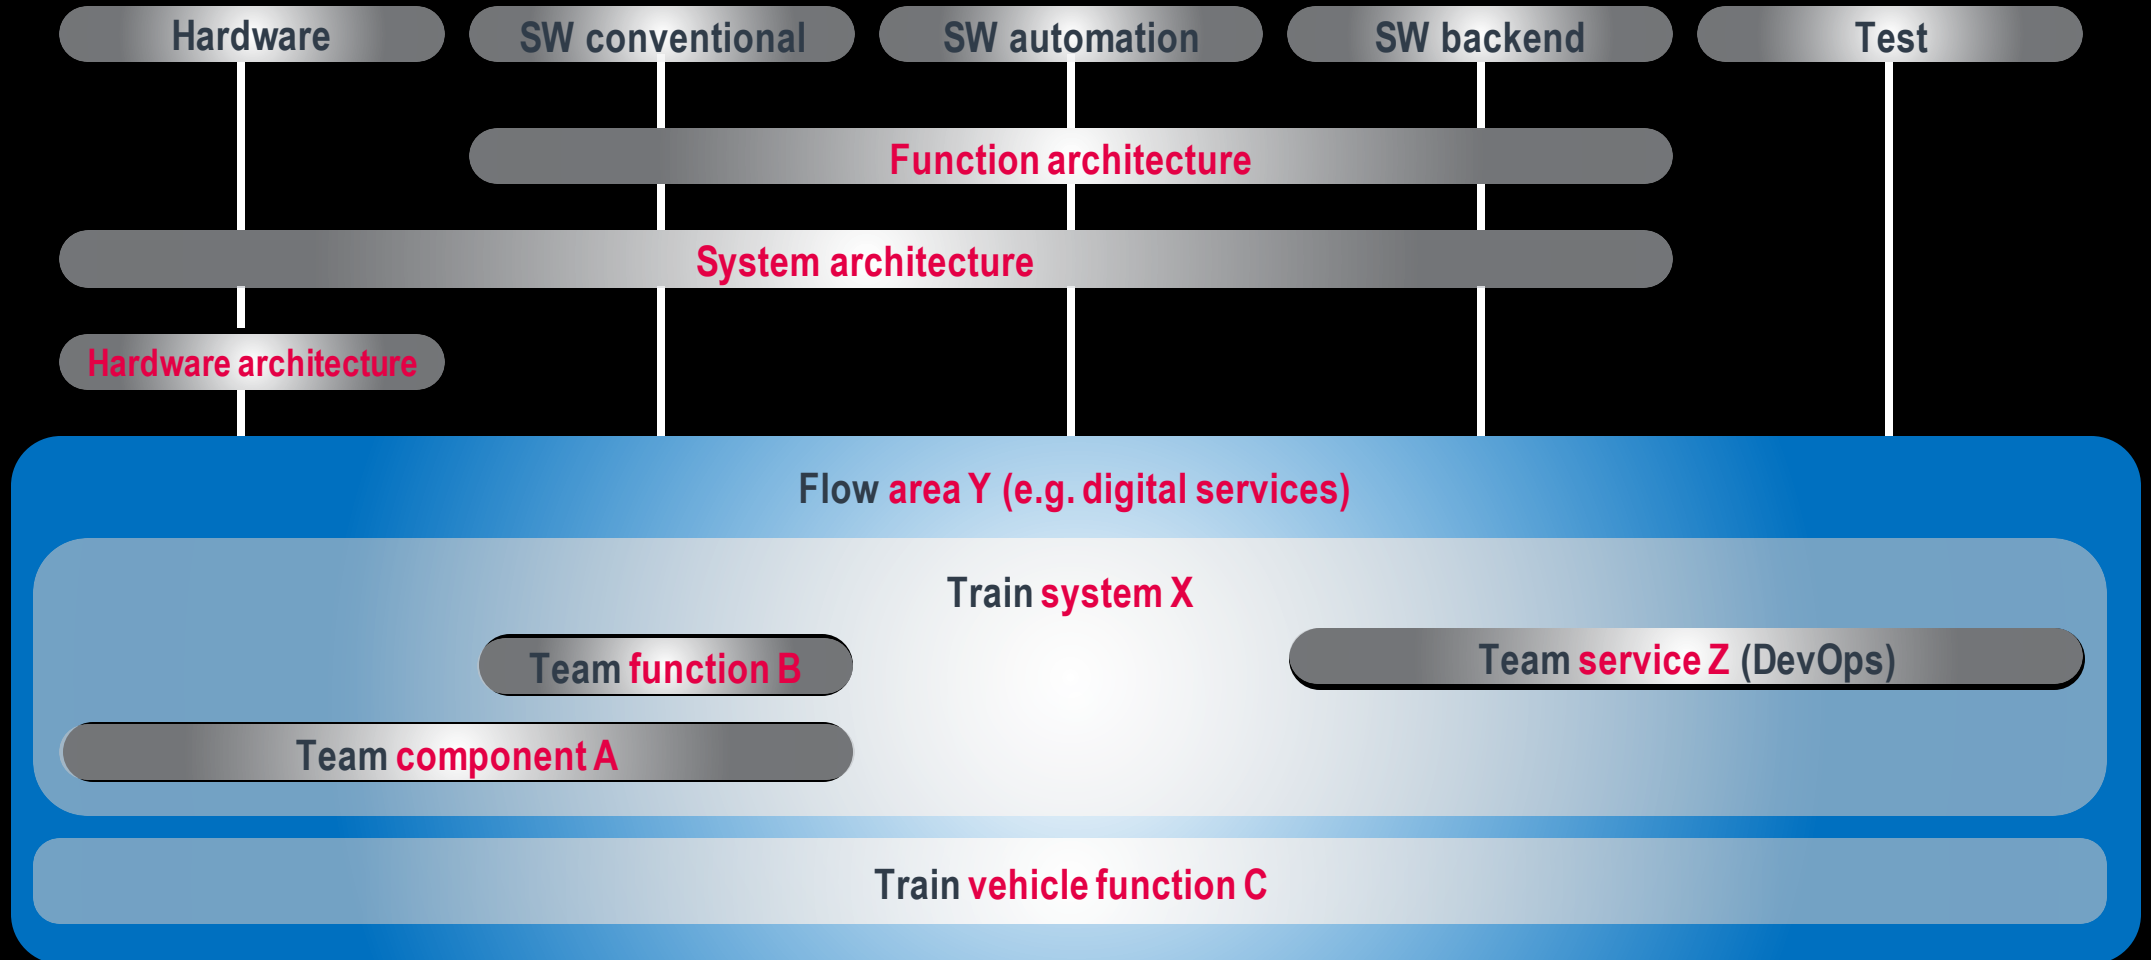 Hardware
SW conventional
SW automation
SW backend
Test
Function architecture
System architecture
Hardware architecture
Flow area Y (e.g. digital services)
Train system X
Team function B
Team service Z (DevOps)
Team component A
Train vehicle function C